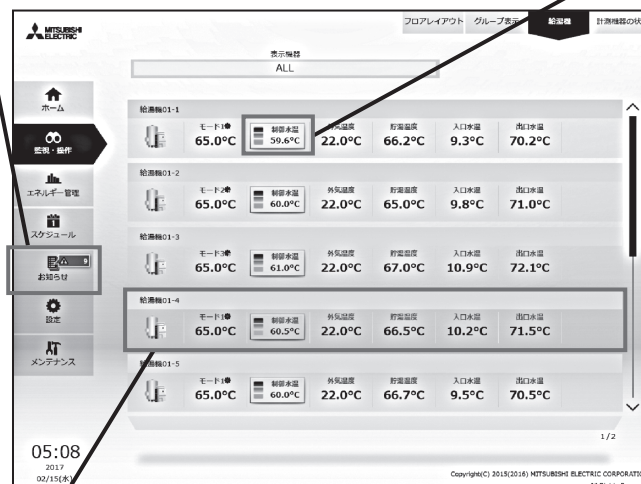 MITSUBISHI
ELECTRIC
フロアレイアウト グループ表示 給湯機 計測機器の状
表示機器
ALL
ホーム
監視・操作
エネルギー管理
スケジュール
9
お知らせ
設定
メンテナンス
給湯機01-1
モード1 制御水温 外気温度 貯湯温度 入口水温 出口水温
65.0°C 59.6°C 22.0°C 66.2°C 9.3°C 70.2°C
給湯機01-2
モード2 制御水温 外気温度 貯湯温度 入口水温 出口水温
65.0°C 60.0°C 22.0°C 65.0°C 9.8°C 71.0°C
給湯機01-3
モード3 制御水温 外気温度 貯湯温度 入口水温 出口水温
65.0°C 61.0°C 22.0°C 67.0°C 10.9°C 72.1°C
給湯機01-4
モード1 制御水温 外気温度 貯湯温度 入口水温 出口水温
65.0°C 60.5°C 22.0°C 66.5°C 10.2°C 71.5°C
給湯機01-5
モード1 制御水温 外気温度 貯湯温度 入口水温 出口水温
65.0°C 60.0°C 22.0°C 66.7°C 9.5°C 70.5°C
1/2
05:08
2017
02/15(水)
Copyright(C) 2015(2016) MITSUBISHI ELECTRIC CORPORATIO